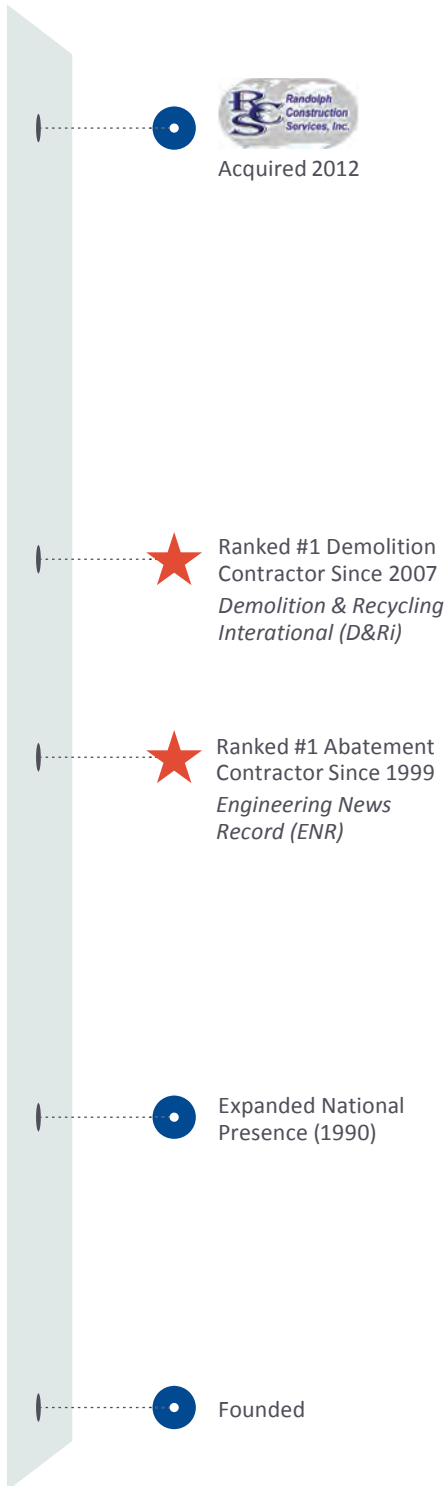 RCS
Randolph
Construction
Services, Inc.
Acquired 2012
Ranked #1 Demolition
Contractor Since 2007
Demolition & Recycling
Interational (D&Ri)
Ranked #1 Abatement
Contractor Since 1999
Engineering News
Record (ENR)
Expanded National
Presence (1990)
Founded